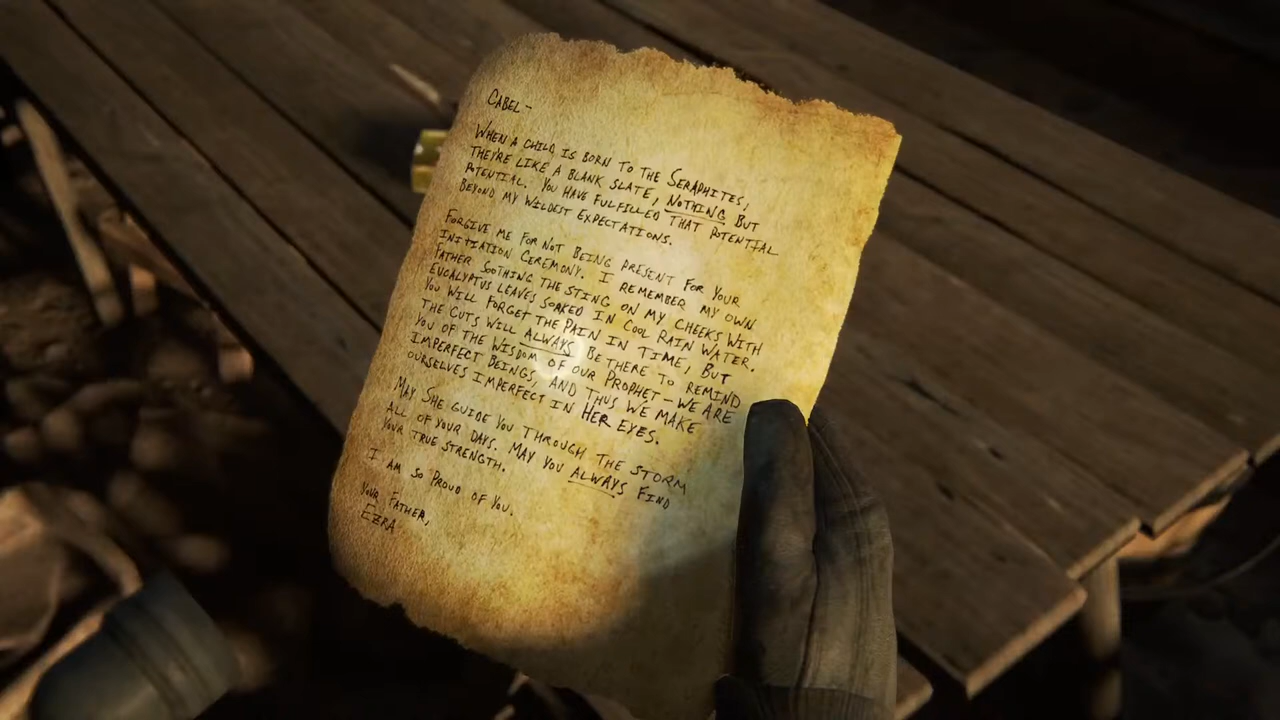 CABEL-
WHEN A CHILD IS BORN TO THE SERAPHITES,
THEY'RE LIKE A BLANK SLATE, NOTHING BUT
POTENTIAL. YOU HAVE FULFILLED THAT POTENTIAL
BEYOND MY WILDEST EXPECTATIONS.
FORGIVE ME FOR NOT BEING PRESENT FOR YOUR
INITIATION CEREMONY. I REMEMBER MY OWN
FATHER SOOTHING THE STING ON MY CHEEKS WITH
EUCALYPTUS LEAVES SOAKED IN COOL RAIN WATER.
YOU WILL FORGET THE PAIN IN TIME, BUT
THE CUTS WILL ALWAYS BE THERE TO REMIND
YOU OF THE WISDOM OF OUR PROPHET - WE ARE
IMPERFECT BEINGS, AND THUS WE MAKE
OURSELVES IMPERFECT IN HER EYES.
MAY SHE GUIDE YOU THROUGH THE STORM
ALL OF YOUR DAYS. MAY YOU ALWAYS FIND
YOUR TRUE STRENGTH.
I AM SO PROUD OF YOU.
YOUR FATHER,
EZRA